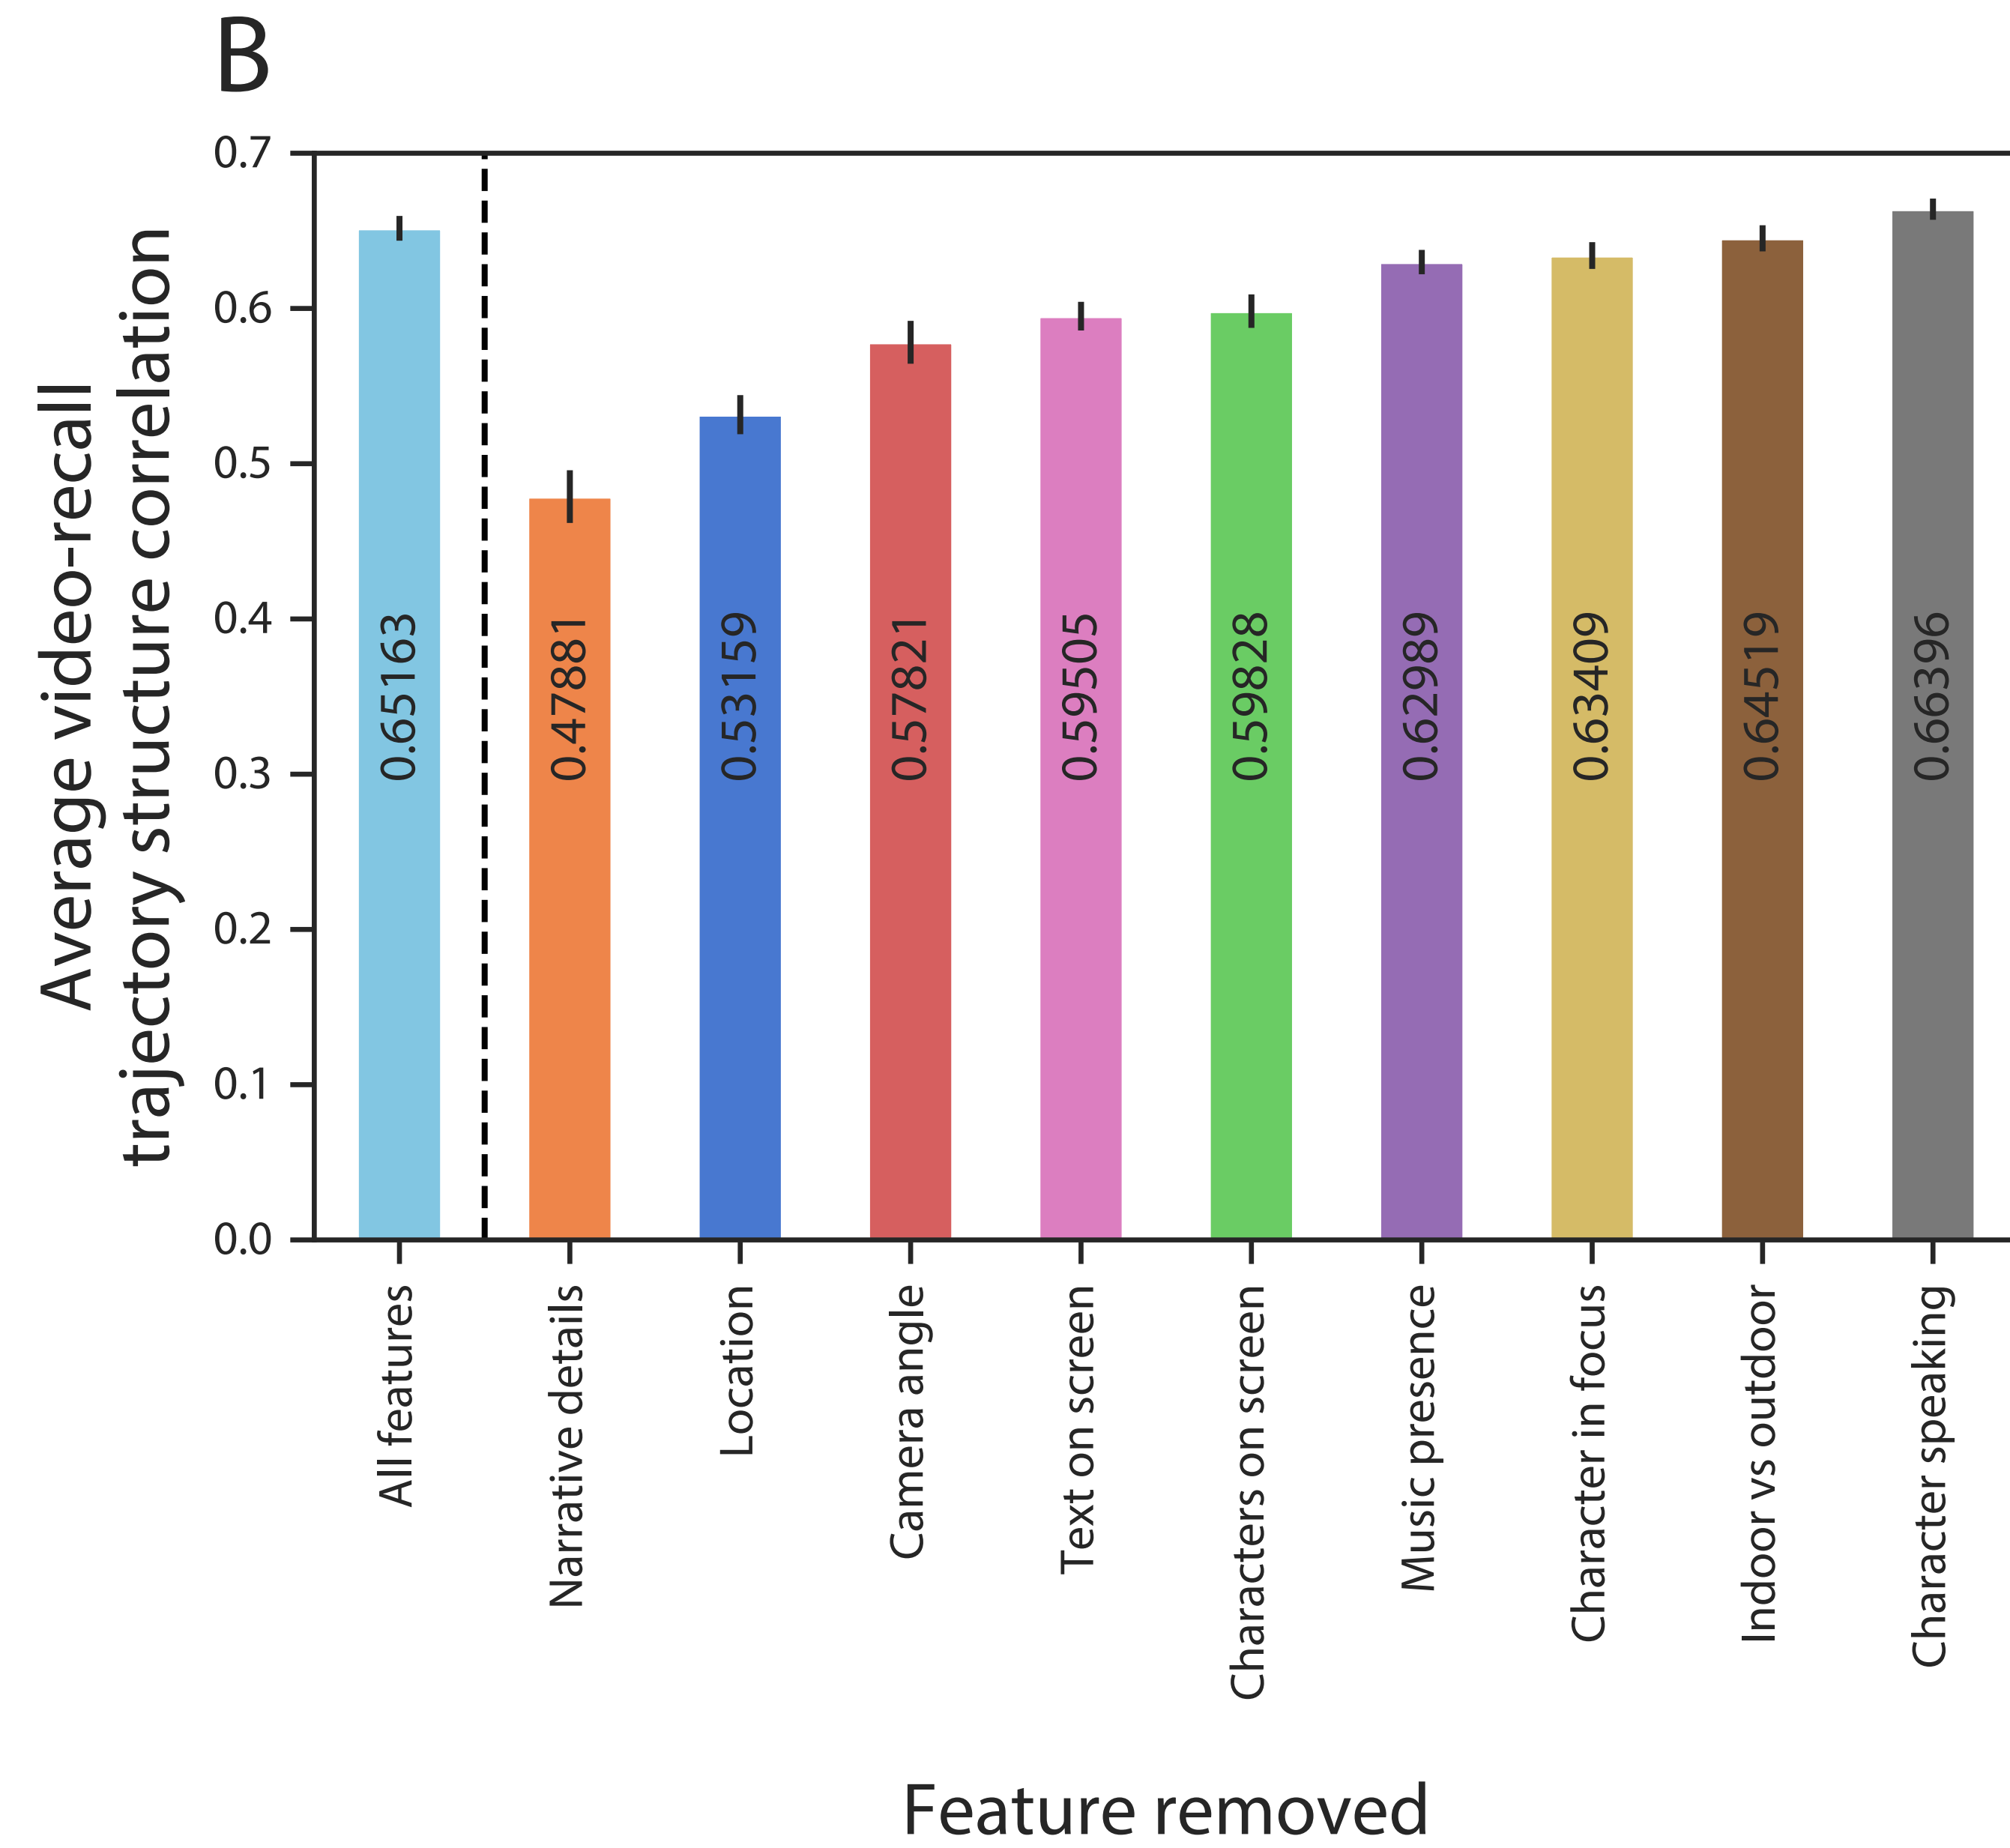 B
Average video-recall
trajectory structure correlation
0.7
0.6
0.5
0.4
0.3
0.2
0.1
0.0
0.65163
0.47881
0.53159
0.57821
0.59505
0.59828
0.62989
0.63409
0.64519
0.66396
All features
Narrative details
Location
Camera angle
Text on screen
Characters on screen
Music presence
Character in focus
Indoor vs outdoor
Character speaking
Feature removed